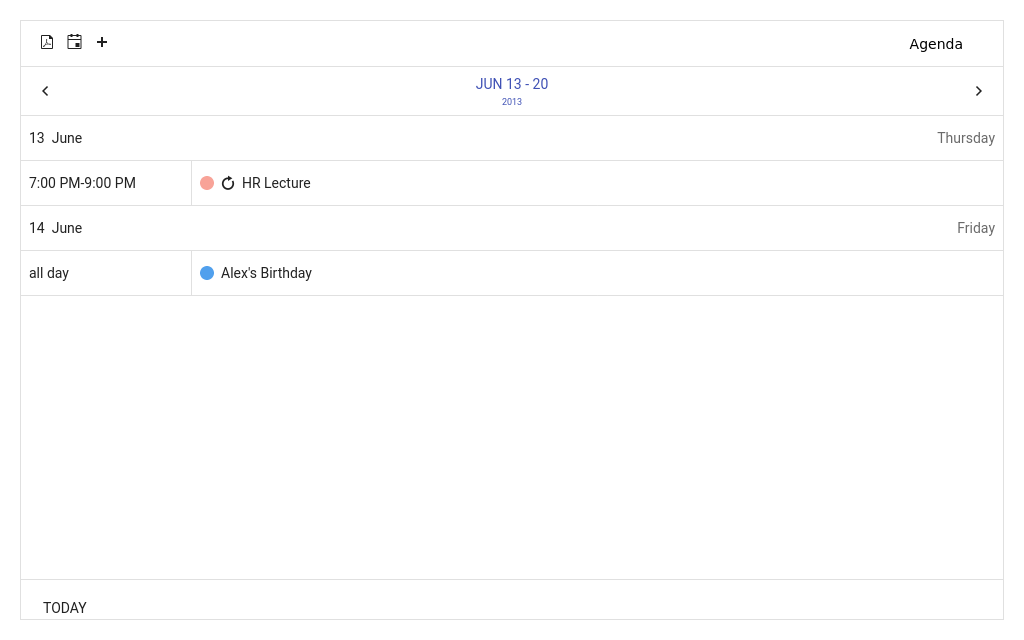 Agenda
JUN 13 - 20
2013
13 June Thursday
7:00 PM-9:00 PM HR Lecture
14 June Friday
all day Alex's Birthday
TODAY